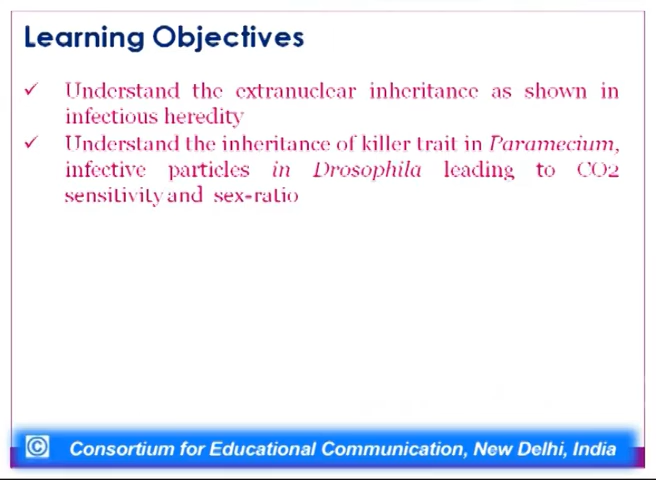 Learning Objectives
✓ Understand the extranuclear inheritance as shown in
infectious heredity
✓ Understand the inheritance of killer trait in Paramecium,
infective particles in Drosophila leading to CO2
sensitivity and sex-ratio
© Consortium for Educational Communication, New Delhi, India